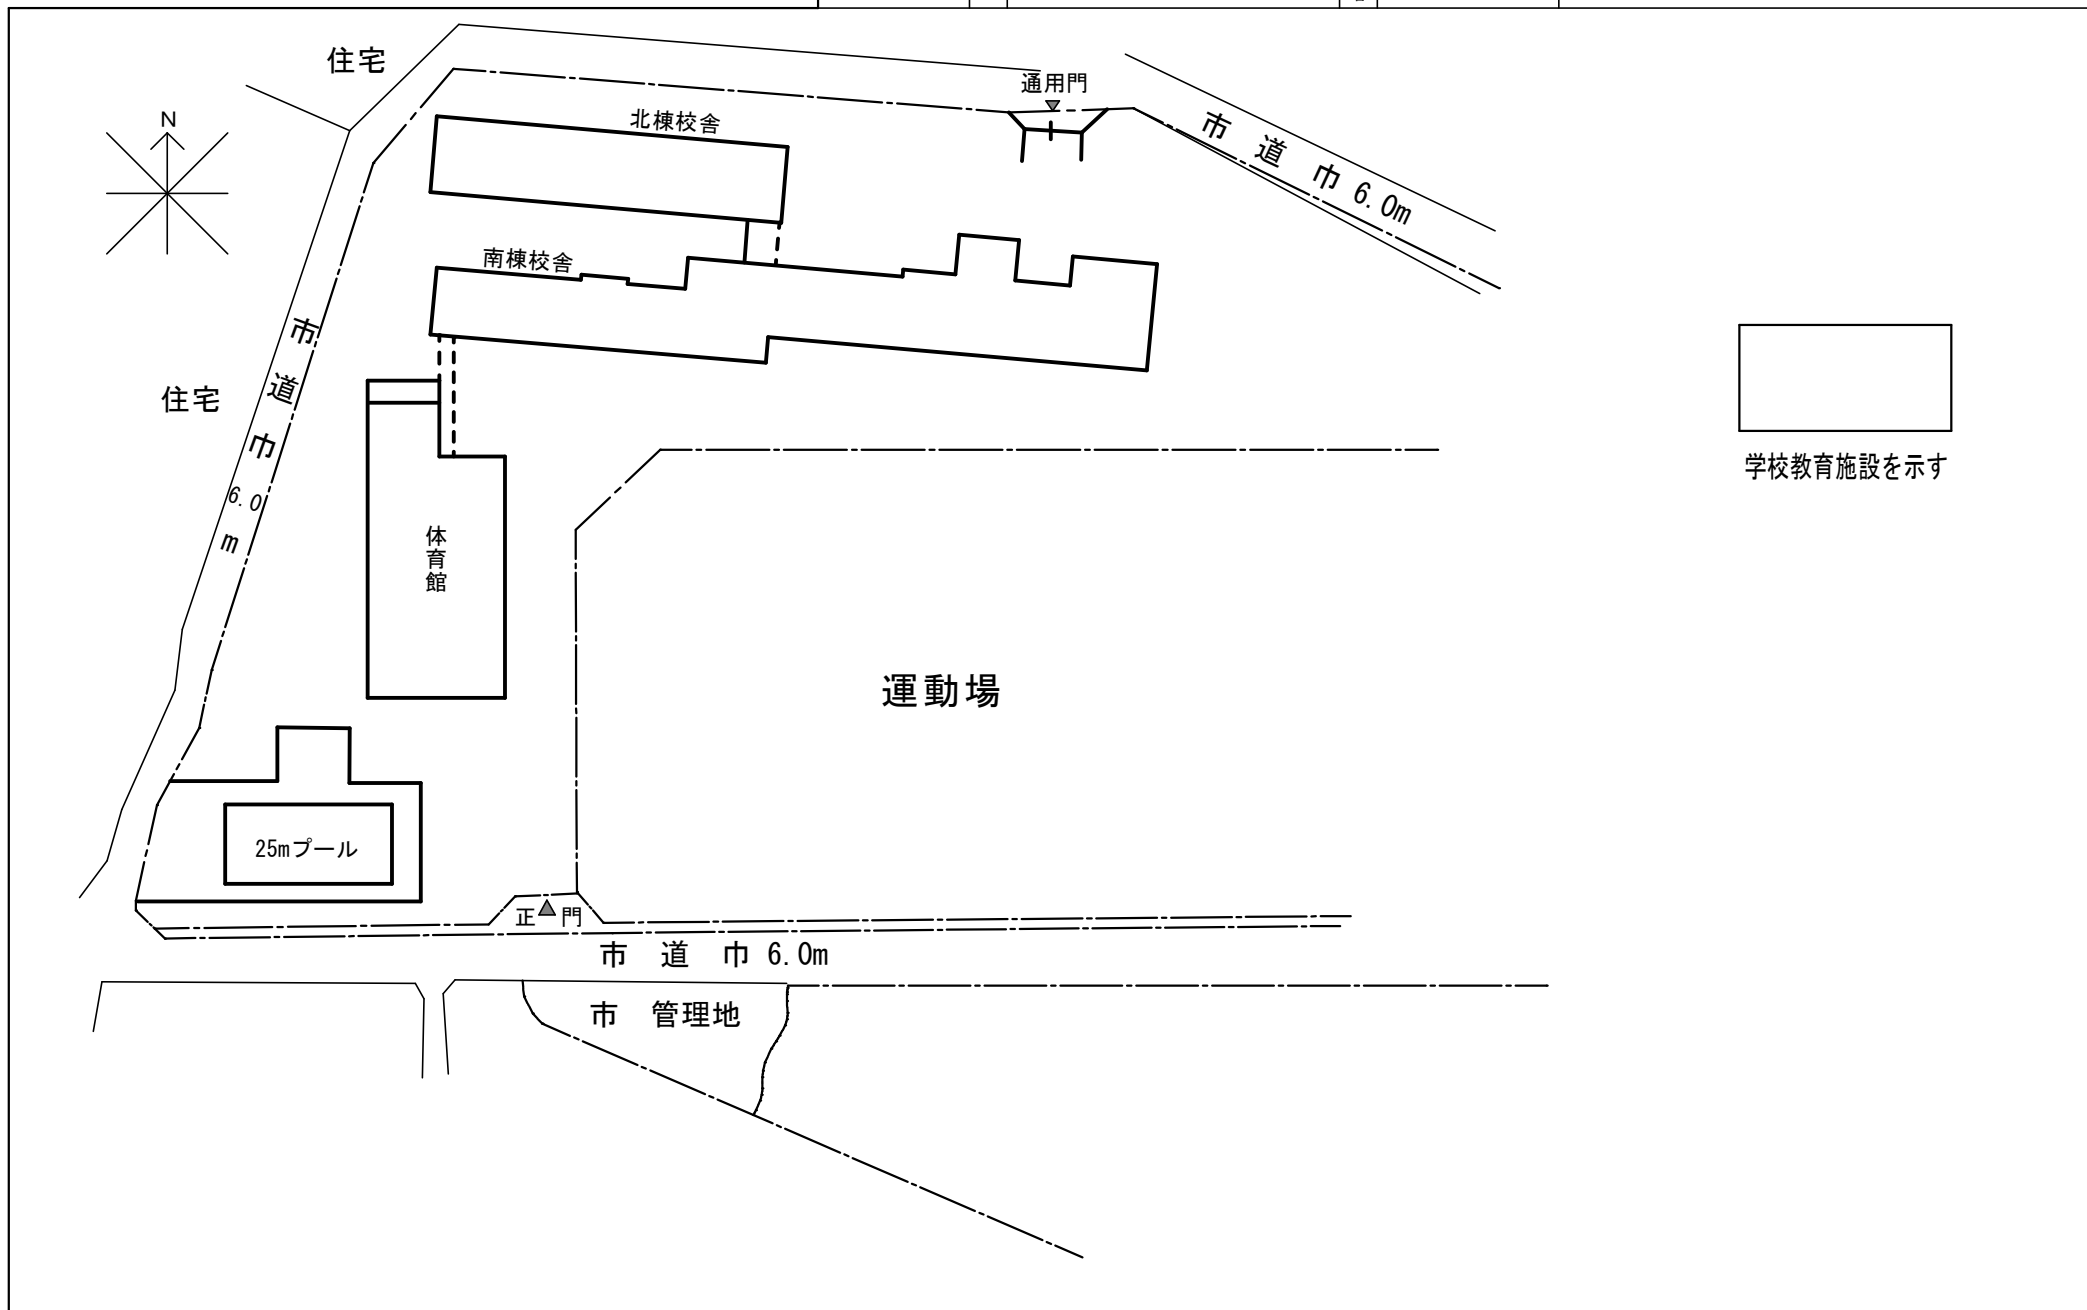 住宅
通用門
N
北棟校舎
市 道 巾 6.0m
南棟校舎
市 道 巾 6.0 m
住宅
学校教育施設を示す
体育館
運動場
25mプール
正 門
市 道 巾 6.0m
市 管理地